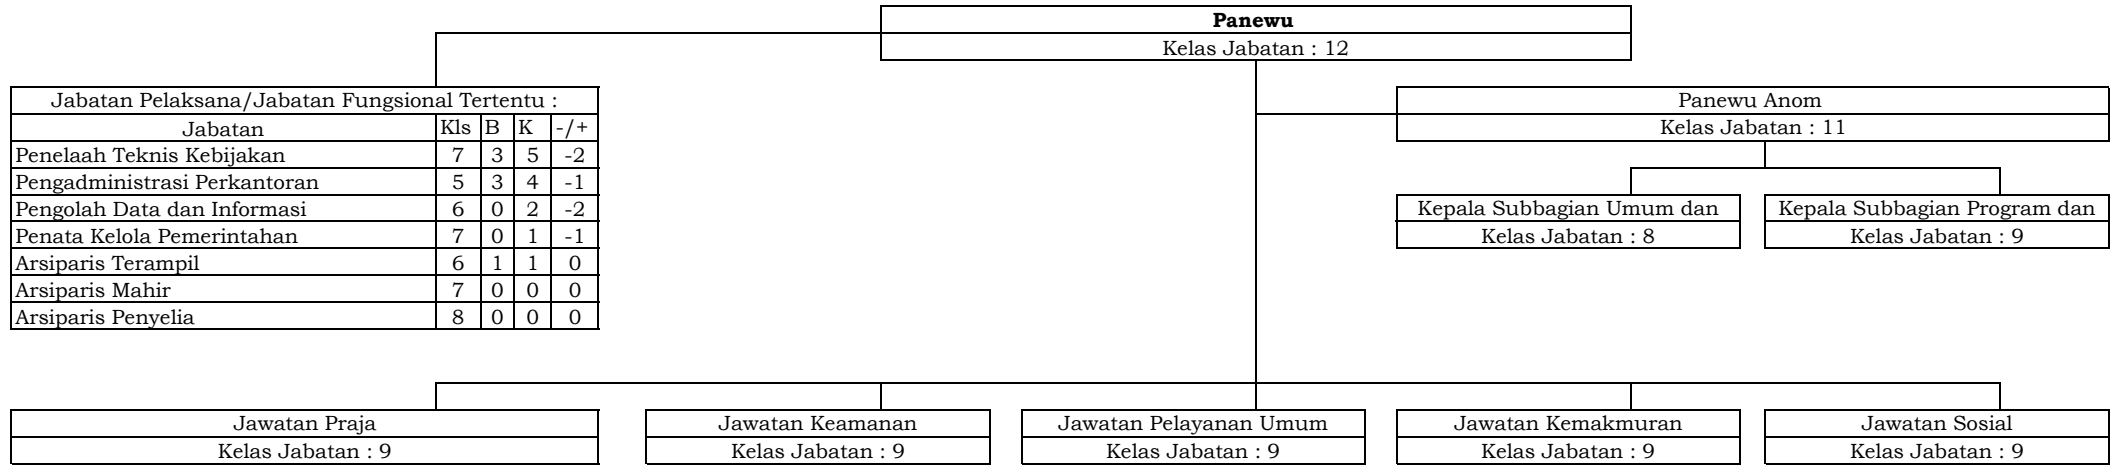 Panewu
Kelas Jabatan : 12
Jabatan Pelaksana/Jabatan Fungsional Tertentu :
Jabatan Kls B K -/+
Penelaah Teknis Kebijakan 7 3 5 -2
Pengadministrasi Perkantoran 5 3 4 -1
Pengolah Data dan Informasi 6 0 2 -2
Penata Kelola Pemerintahan 7 0 1 -1
Arsiparis Terampil 6 1 1 0
Arsiparis Mahir 7 0 0 0
Arsiparis Penyelia 8 0 0 0
Panewu Anom
Kelas Jabatan : 11
Kepala Subbagian Umum dan
Kelas Jabatan : 8
Kepala Subbagian Program dan
Kelas Jabatan : 9
Jawatan Praja
Kelas Jabatan : 9
Jawatan Keamanan
Kelas Jabatan : 9
Jawatan Pelayanan Umum
Kelas Jabatan : 9
Jawatan Kemakmuran
Kelas Jabatan : 9
Jawatan Sosial
Kelas Jabatan : 9